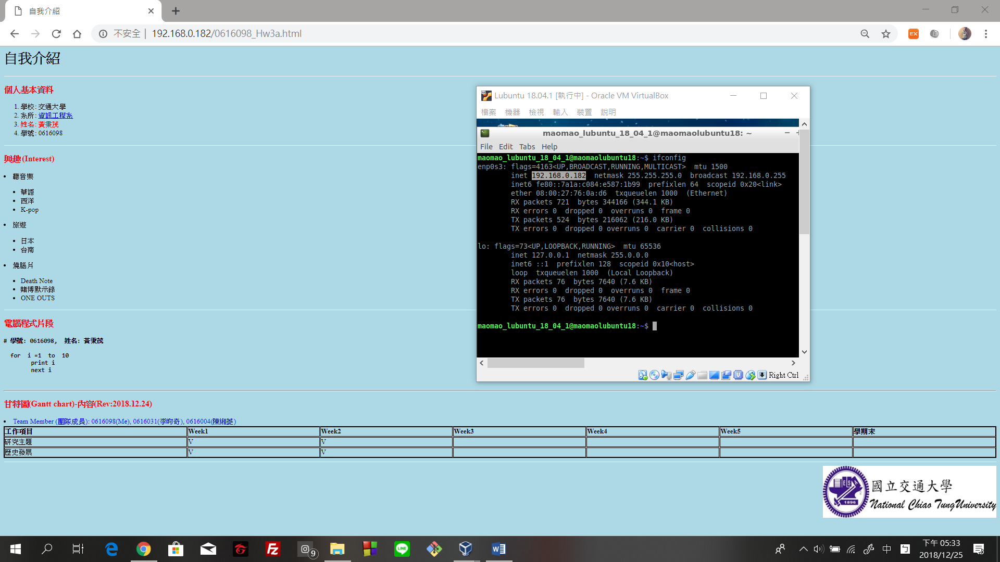 自我介紹
不安全 | 192.168.0.182/0616098_Hw3a.html
EX
自我介紹
個人基本資料
1. 學校: 交通大學
2. 系所: 資訊工程系
3. 姓名: 黃秉茂
4. 學號: 0616098
興趣(Interest)
• 聽音樂
• 華語
• 西洋
• K-pop
• 旅遊
• 日本
• 台南
• 燒腦片
• Death Note
• 賭博默示錄
• ONE OUTS
電腦程式片段
# 學號: 0616098, 姓名: 黃秉茂
for i =1 to 10
print i
next i
甘特圖(Gantt chart)-內容(Rev:2018.12.24)
• Team Member (團隊成員): 0616098(Me), 0616031(李昀奇), 0616004(陳緗菱)
工作項目 Week1 Week2 Week3 Week4 Week5 學期末
研究主題 V V
歷史發展 V V
1896
國立交通大學
National Chiao TungUniversity
Lubuntu 18.04.1 [執行中] - Oracle VM VirtualBox
檔案 機器 檢視 輸入 裝置 說明
maomao_lubuntu_18_04_1@maomaolubuntu18: ~
File Edit Tabs Help
maomao_lubuntu_18_04_1@maomaolubuntu18:~$ ifconfig
enp0s3: flags=4163<UP,BROADCAST,RUNNING,MULTICAST>  mtu 1500
inet 192.168.0.182  netmask 255.255.255.0  broadcast 192.168.0.255
inet6 fe80::7a1a:c084:e587:1b99  prefixlen 64  scopeid 0x20<link>
ether 08:00:27:76:0a:d6  txqueuelen 1000  (Ethernet)
RX packets 721  bytes 344166 (344.1 KB)
RX errors 0  dropped 0  overruns 0  frame 0
TX packets 524  bytes 216062 (216.0 KB)
TX errors 0  dropped 0 overruns 0  carrier 0  collisions 0
lo: flags=73<UP,LOOPBACK,RUNNING>  mtu 65536
inet 127.0.0.1  netmask 255.0.0.0
inet6 ::1  prefixlen 128  scopeid 0x10<host>
loop  txqueuelen 1000  (Local Loopback)
RX packets 76  bytes 7640 (7.6 KB)
RX errors 0  dropped 0  overruns 0  frame 0
TX packets 76  bytes 7640 (7.6 KB)
TX errors 0  dropped 0 overruns 0  carrier 0  collisions 0
maomao_lubuntu_18_04_1@maomaolubuntu18:~$
Right Ctrl
9
LINE
中
下午 05:33
2018/12/25